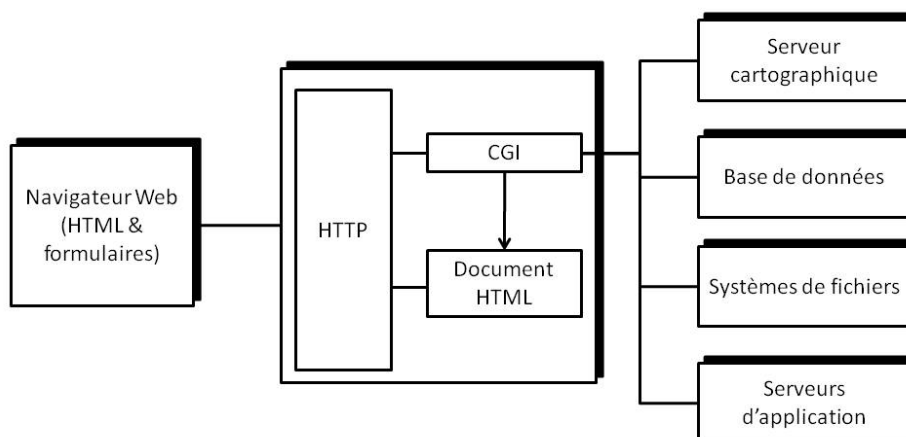 Navigateur Web
(HTML &
formulaires)
HTTP
CGI
Document
HTML
Serveur
cartographique
Base de données
Systèmes de fichiers
Serveurs
d'application